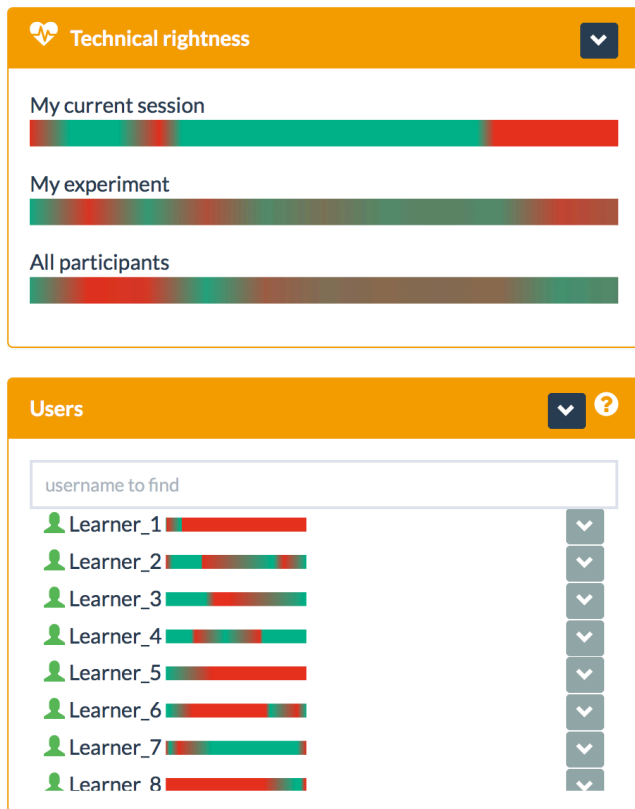 Technical rightness
My current session
My experiment
All participants
Users
?
username to find
Learner_1
Learner_2
Learner_3
Learner_4
Learner_5
Learner_6
Learner_7
Learner_8